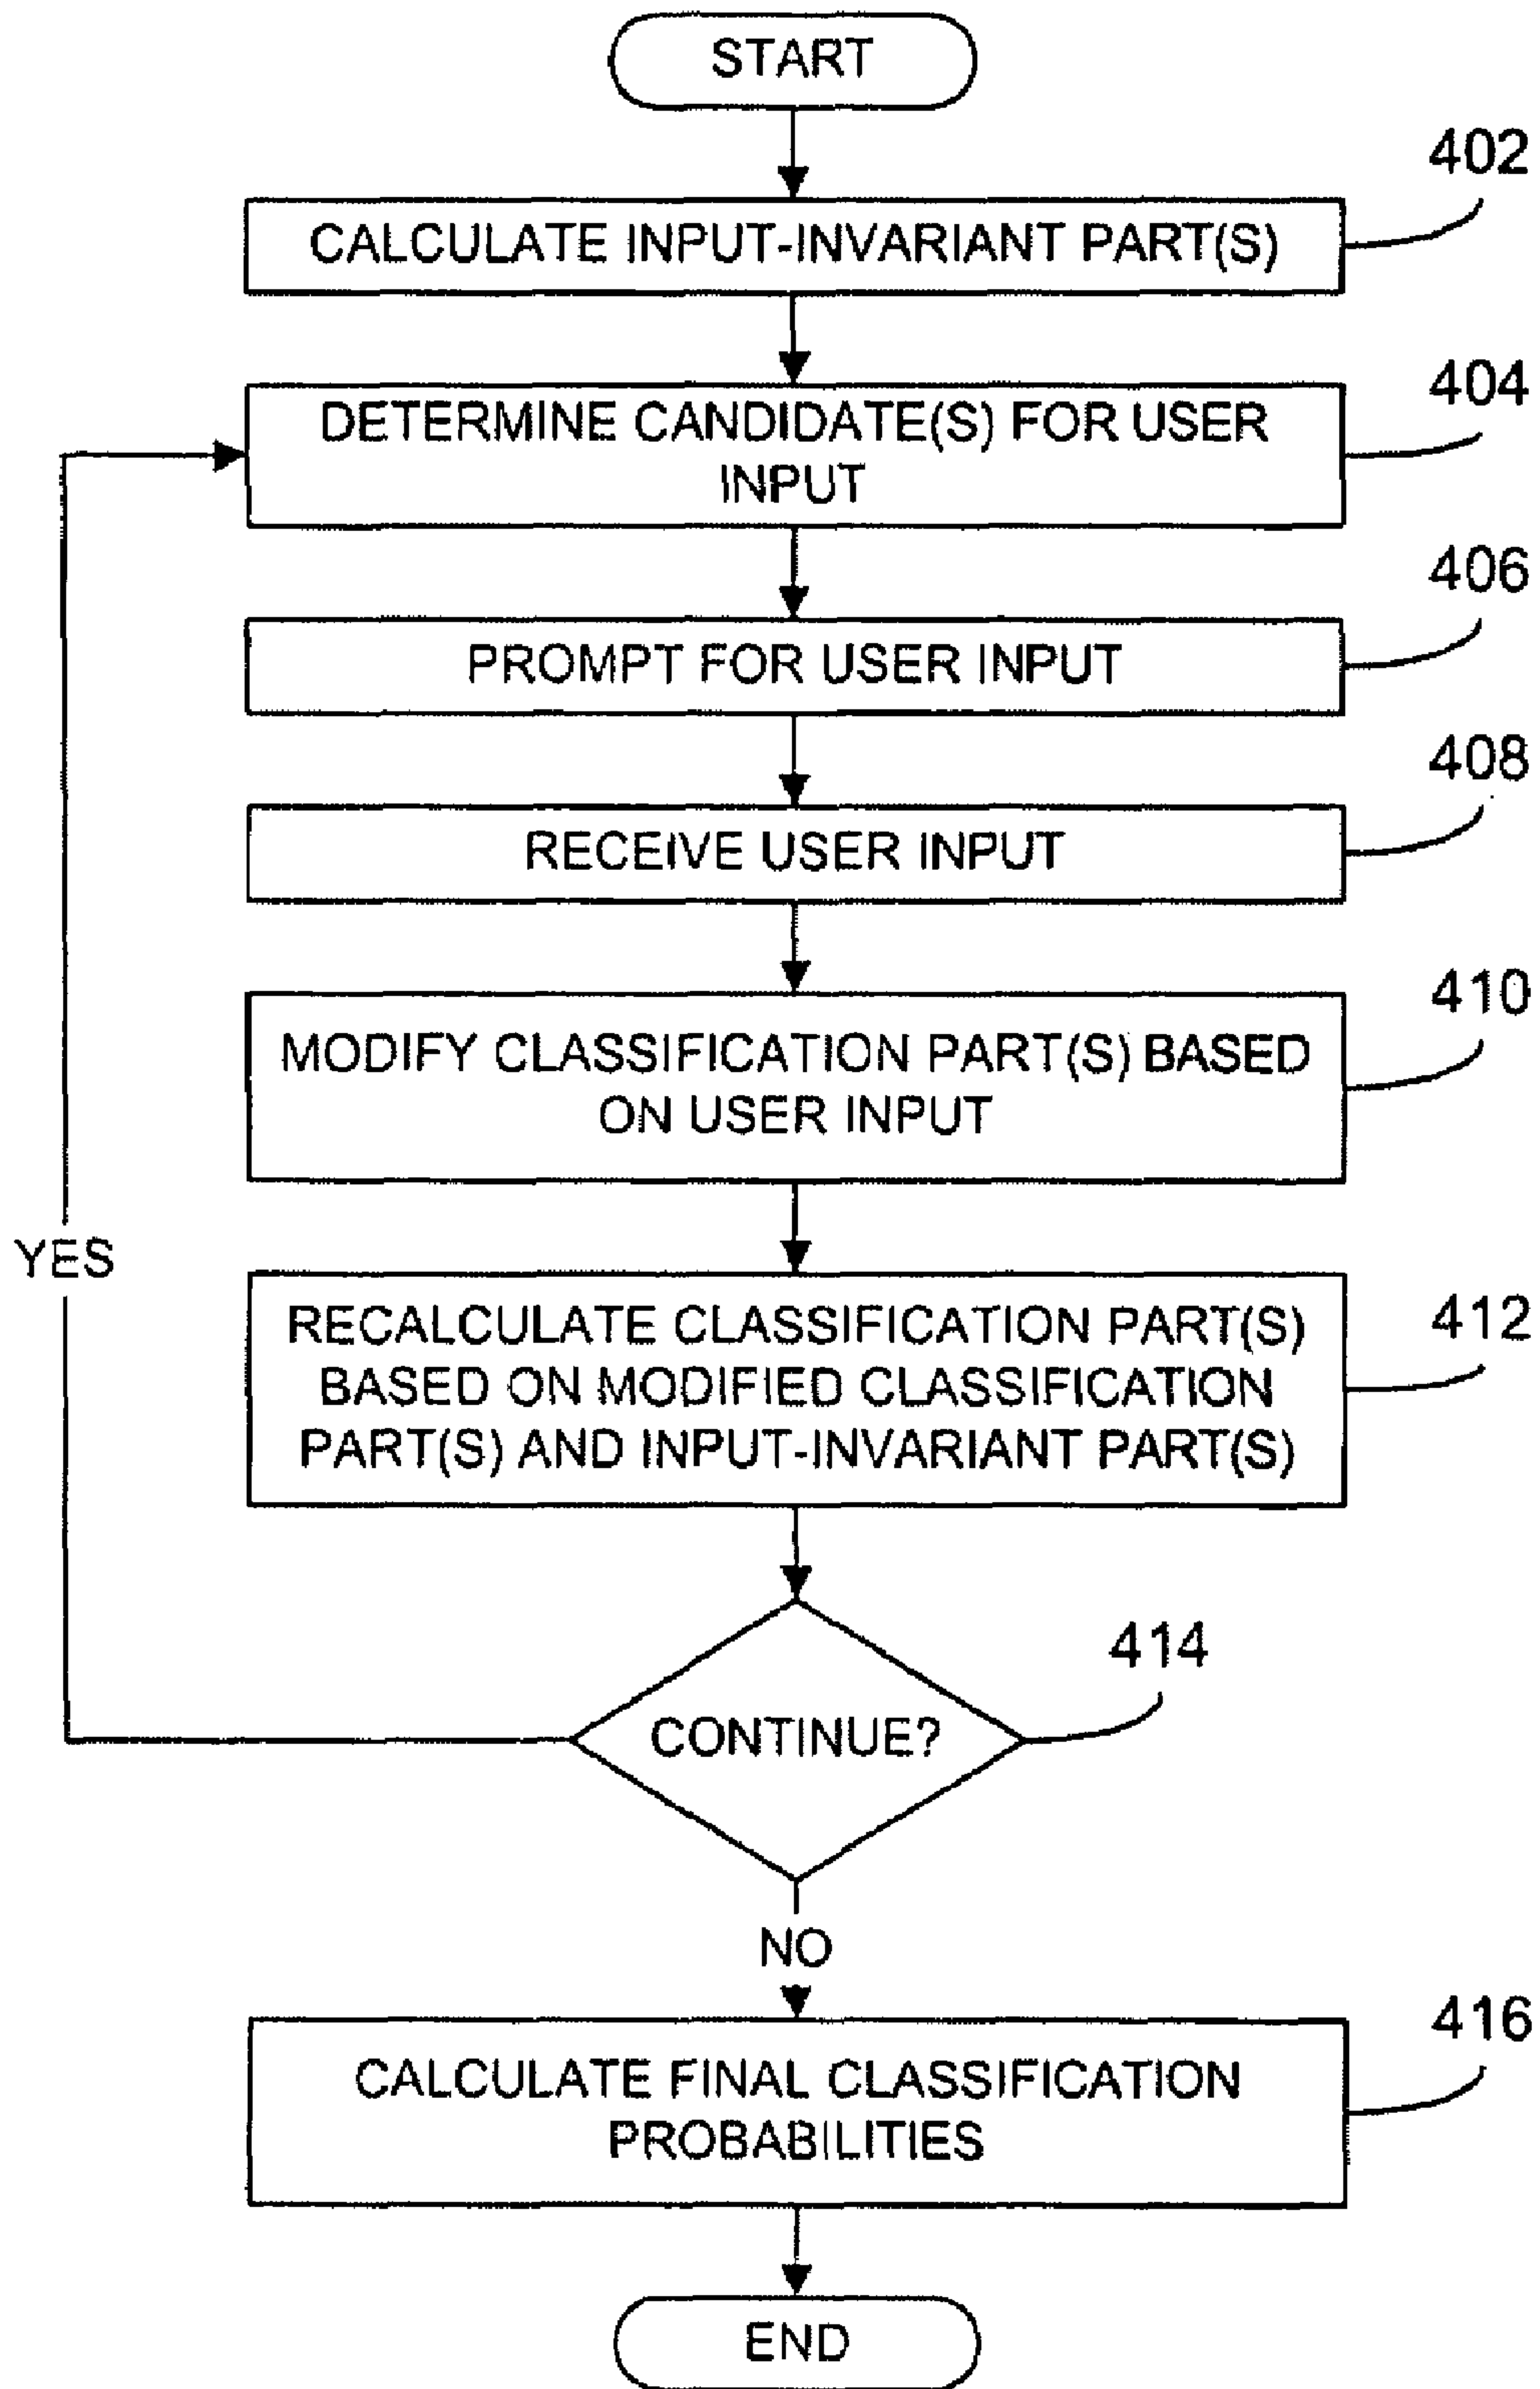 START
402
CALCULATE INPUT-INVARIANT PART(S)
404
DETERMINE CANDIDATE(S) FOR USER
INPUT
406
PROMPT FOR USER INPUT
408
RECEIVE USER INPUT
410
MODIFY CLASSIFICATION PART(S) BASED
ON USER INPUT
YES
412
RECALCULATE CLASSIFICATION PART(S)
BASED ON MODIFIED CLASSIFICATION
PART(S) AND INPUT-INVARIANT PART(S)
414
CONTINUE?
NO
416
CALCULATE FINAL CLASSIFICATION
PROBABILITIES
END